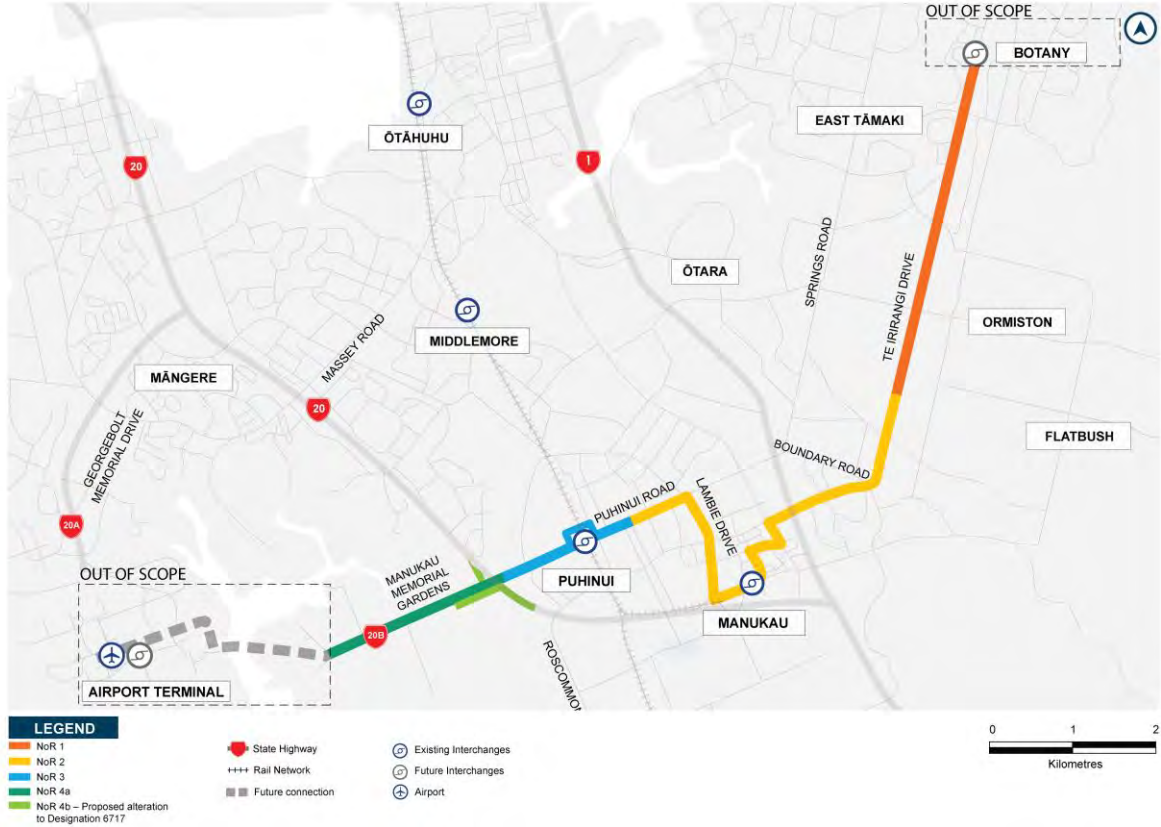 OUT OF SCOPE
BOTANY
ŌTĀHUHU
EAST TĀMAKI
20
1
ŌTARA
SPRINGS ROAD
TE IRIRANGI DRIVE
ORMISTON
MIDDLEMORE
MASSEY ROAD
MĀNGERE
20
FLATBUSH
GEORGEBOLT
MEMORIAL DRIVE
BOUNDARY ROAD
LAMBIE DRIVE
PUHINUI ROAD
20A
PUHINUI
MANUKAU
MEMORIAL
GARDENS
OUT OF SCOPE
MANUKAU
20B
ROSCOMMON
AIRPORT TERMINAL
LEGEND
NoR 1
NoR 2
NoR 3
NoR 4a
NoR 4b – Proposed alteration
to Designation 6717
State Highway
Rail Network
Future connection
Existing Interchanges
Future Interchanges
Airport
0 1 2
Kilometres